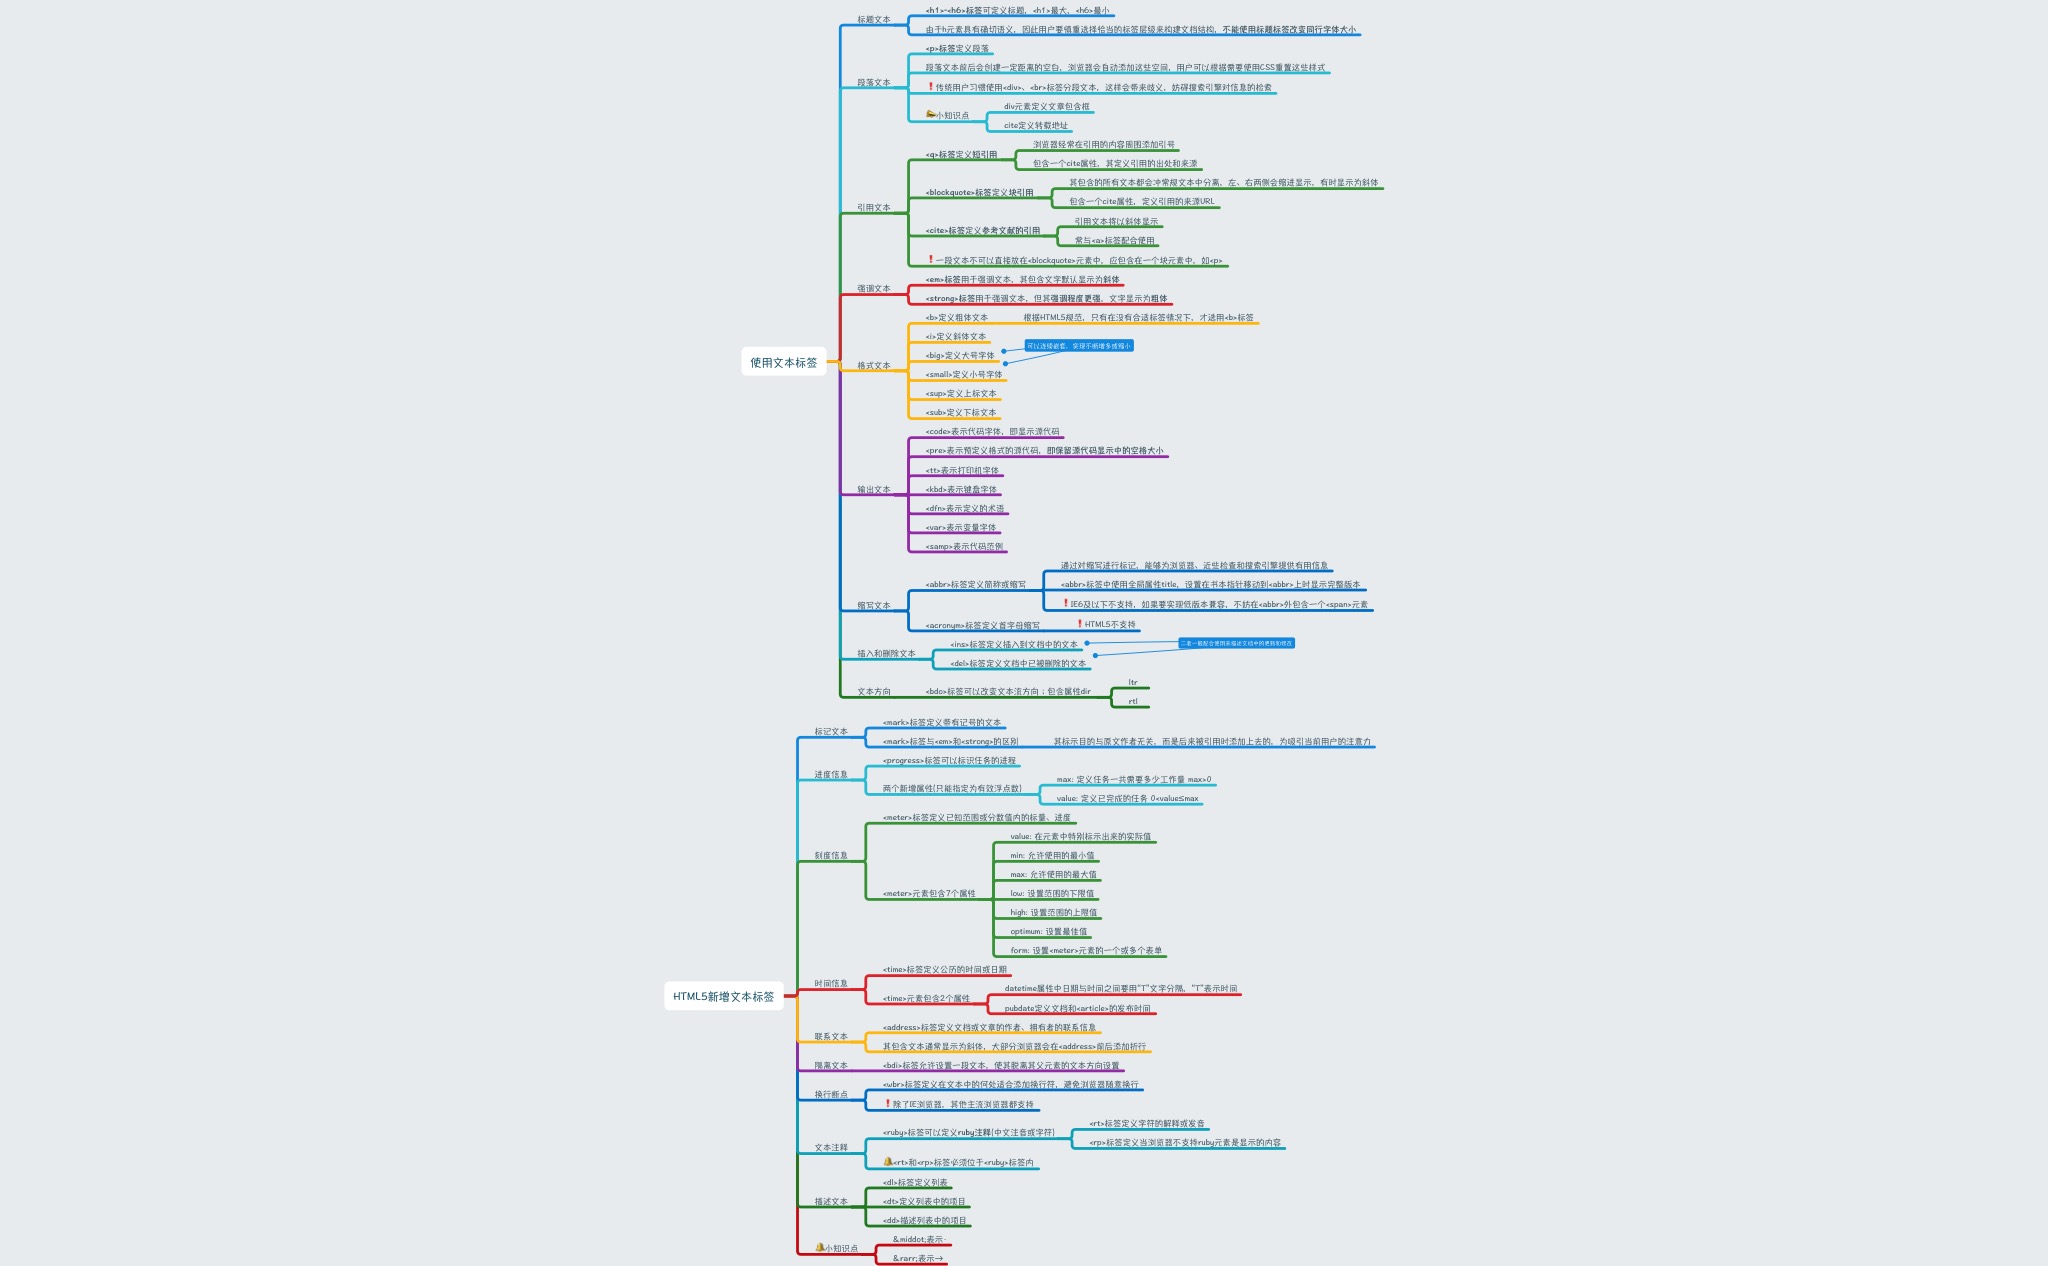 使用文本标签
标题文本
<h1>-<h6>标签可定义标题，<h1>最大，<h6>最小
由于h元素具有确切语义，因此用户要慎重选择恰当的标签层级来构建文档结构，不能使用标题标签改变同行字体大小
段落文本
<p>标签定义段落
段落文本前后会创建一定距离的空白，浏览器会自动添加这些空间，用户可以根据需要使用CSS重置这些样式
传统用户习惯使用<div>、<br>标签分段文本，这样会带来歧义，妨碍搜索引擎对信息的检索
小知识点
div元素定义文章包含框
cite定义转载地址
引用文本
<q>标签定义短引用
浏览器经常在引用的内容周围添加引号
包含一个cite属性，其定义引用的出处和来源
<blockquote>标签定义块引用
其包含的所有文本都会冲常规文本中分离，左、右两侧会缩进显示，有时显示为斜体
包含一个cite属性，定义引用的来源URL
<cite>标签定义参考文献的引用
引用文本将以斜体显示
常与<a>标签配合使用
一段文本不可以直接放在<blockquote>元素中，应包含在一个块元素中，如<p>
强调文本
<em>标签用于强调文本，其包含文字默认显示为斜体
<strong>标签用于强调文本，但其强调程度更强，文字显示为粗体
格式文本
<b>定义粗体文本
根据HTML5规范，只有在没有合适标签情况下，才选用<b>标签
<i>定义斜体文本
<big>定义大号字体
可以连续嵌套，实现不断增多或缩小
<small>定义小号字体
<sup>定义上标文本
<sub>定义下标文本
输出文本
<code>表示代码字体，即显示源代码
<pre>表示预定义格式的源代码，即保留源代码显示中的空格大小
<tt>表示打印机字体
<kbd>表示键盘字体
<dfn>表示定义的术语
<var>表示变量字体
<samp>表示代码范例
缩写文本
<abbr>标签定义简称或缩写
通过对缩写进行标记，能够为浏览器、近些检查和搜索引擎提供有用信息
<abbr>标签中使用全局属性title，设置在书本指针移动到<abbr>上时显示完整版本
IE6及以下不支持，如果要实现低版本兼容，不妨在<abbr>外包含一个<span>元素
<acronym>标签定义首字母缩写
HTML5不支持
插入和删除文本
<ins>标签定义插入到文档中的文本
<del>标签定义文档中已被删除的文本
二者一般配合使用来描述文档中的更新和修改
文本方向
<bdo>标签可以改变文本流方向；包含属性dir
ltr
rtl
HTML5新增文本标签
标记文本
<mark>标签定义带有记号的文本
<mark>标签与<em>和<strong>的区别
其标示目的与原文作者无关，而是后来被引用时添加上去的，为吸引当前用户的注意力
进度信息
<progress>标签可以标识任务的进程
两个新增属性(只能指定为有效浮点数)
max: 定义任务一共需要多少工作量 max>0
value: 定义已完成的任务 0<value≤max
刻度信息
<meter>标签定义已知范围或分数值内的标量、进度
<meter>元素包含7个属性
value: 在元素中特别标示出来的实际值
min: 允许使用的最小值
max: 允许使用的最大值
low: 设置范围的下限值
high: 设置范围的上限值
optimum: 设置最佳值
form: 设置<meter>元素的一个或多个表单
时间信息
<time>标签定义公历的时间或日期
<time>元素包含2个属性
datetime属性中日期与时间之间要用"T"文字分隔，"T"表示时间
pubdate定义文档和<article>的发布时间
联系文本
<address>标签定义文档或文章的作者、拥有者的联系信息
其包含文本通常显示为斜体，大部分浏览器会在<address>前后添加折行
隔离文本
<bdi>标签允许设置一段文本，使其脱离其父元素的文本方向设置
换行断点
<wbr>标签定义在文本中的何处适合添加换行符，避免浏览器随意换行
除了IE浏览器，其他主流浏览器都支持
文本注释
<ruby>标签可以定义ruby注释(中文注音或字符)
<rt>标签定义字符的解释或发音
<rp>标签定义当浏览器不支持ruby元素是显示的内容
<rt>和<rp>标签必须位于<ruby>标签内
描述文本
<dl>标签定义列表
<dt>定义列表中的项目
<dd>描述列表中的项目
小知识点
&middot;表示·
&rarr;表示→